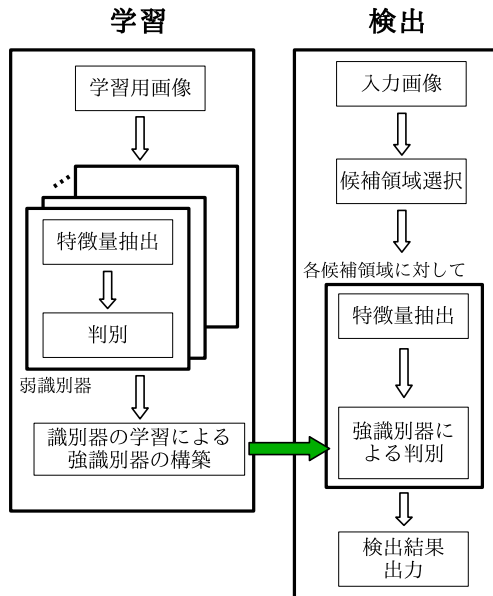 学習
学習用画像
特徴量抽出
判別
弱識別器
識別器の学習による
強識別器の構築
検出
入力画像
候補領域選択
各候補領域に対して
特徴量抽出
強識別器に
よる判別
検出結果
出力